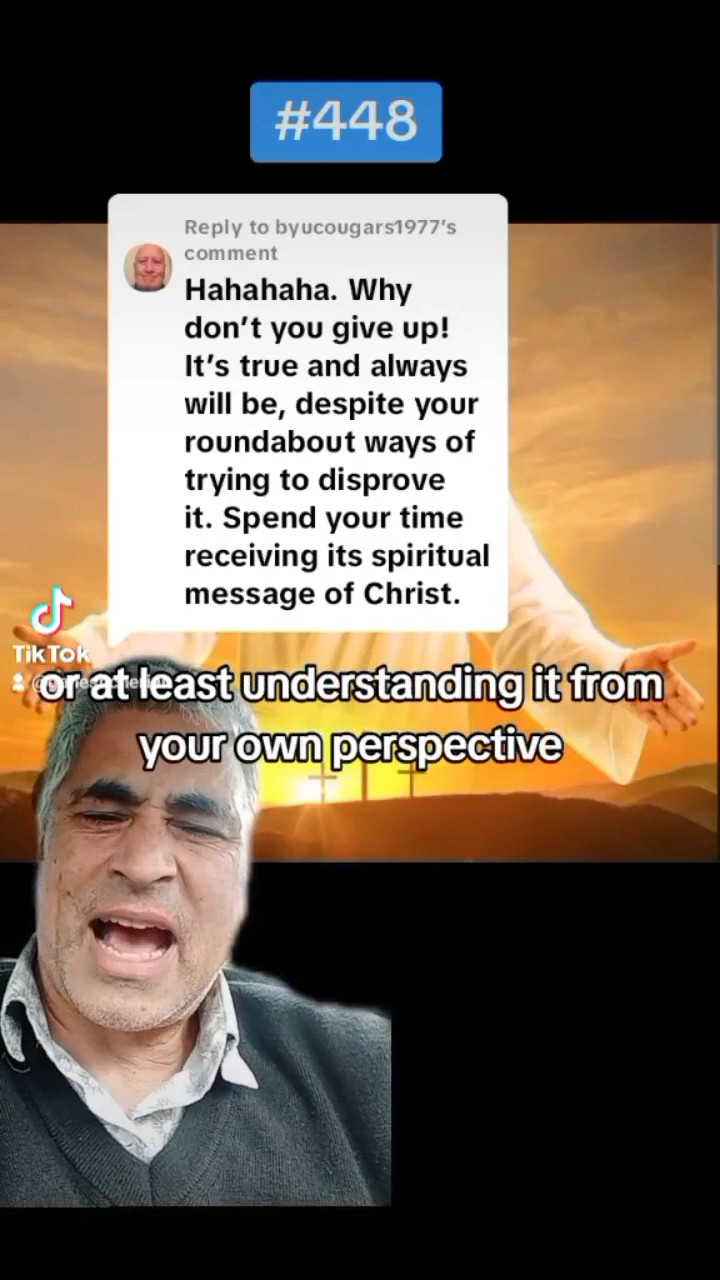 #448
Reply to byucougars1977's
comment
Hahahaha. Why
don't you give up!
It's true and always
will be, despite your
roundabout ways of
trying to disprove
it. Spend your time
receiving its spiritual
message of Christ.
TikTok
or at least understanding it from
your own perspective